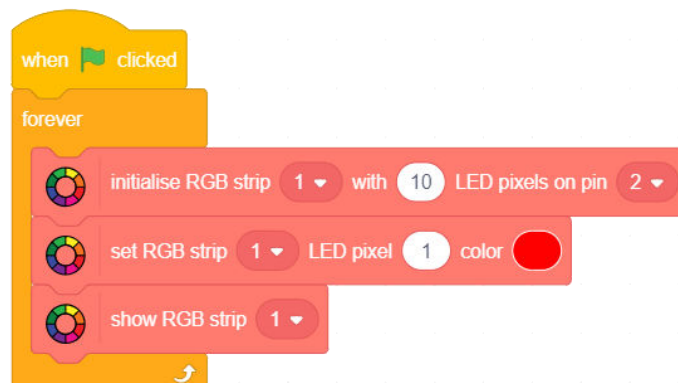 when clicked
forever
initialise RGB strip 1 with 10 LED pixels on pin 2
set RGB strip 1 LED pixel 1 color
show RGB strip 1